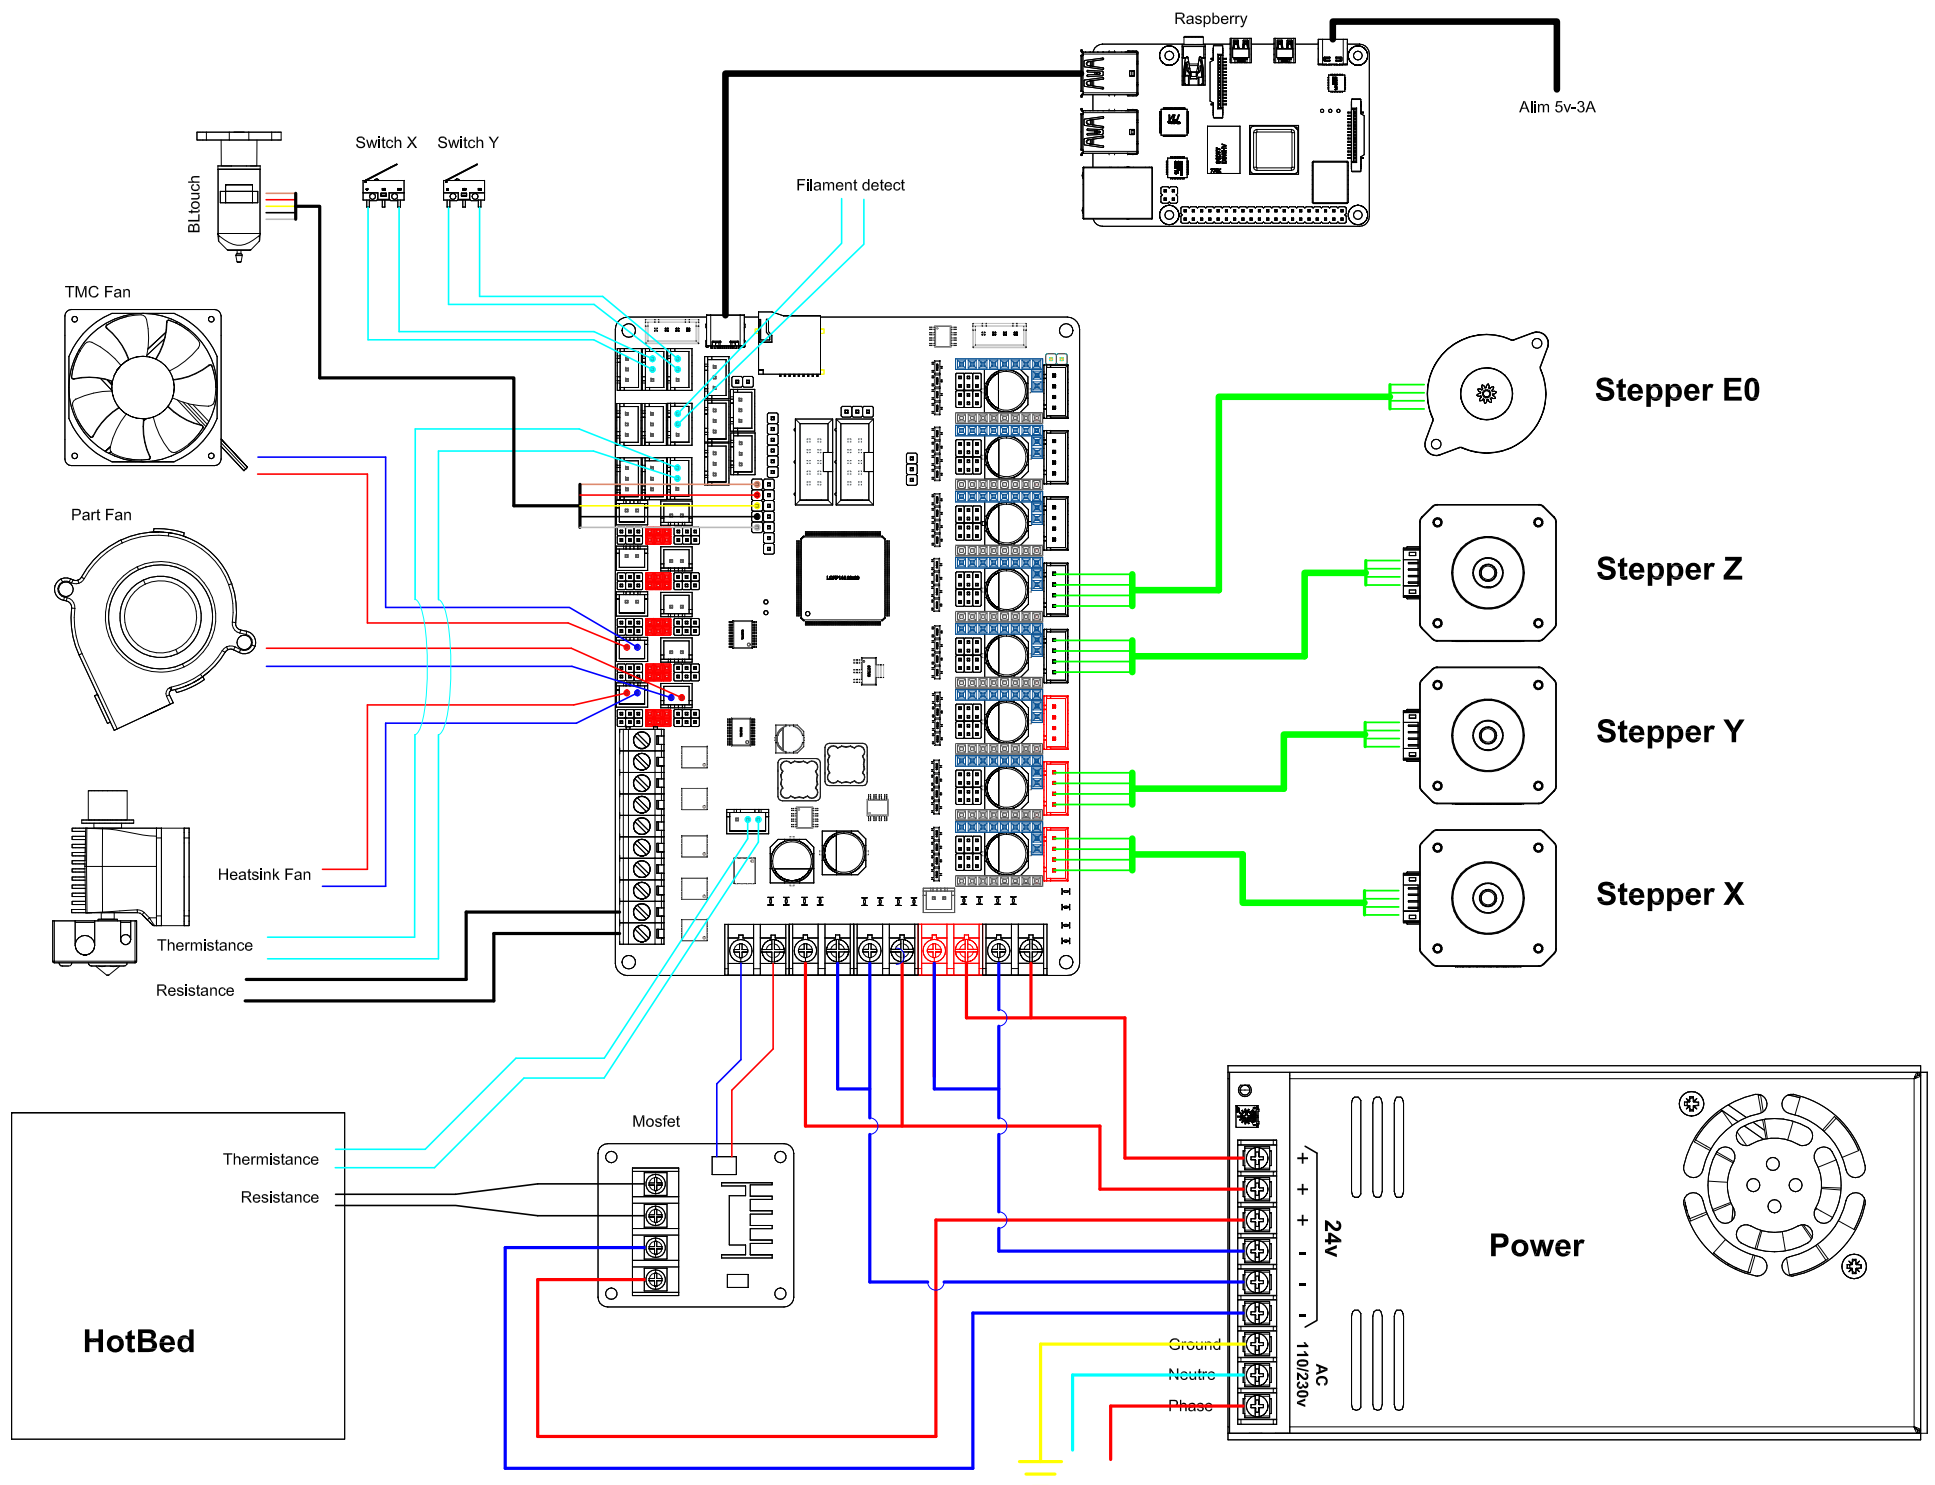 Raspberry
Alim 5v-3A
Switch X
Switch Y
BLtouch
Filament detect
TMC Fan
Stepper E0
Part Fan
Stepper Z
Stepper Y
Heatsink Fan
Stepper X
Thermistance
Resistance
Mosfet
Thermistance
Resistance
HotBed
+
+
+
-
-
-
24v
Power
Ground
Neutre
Phase
AC
110/230v